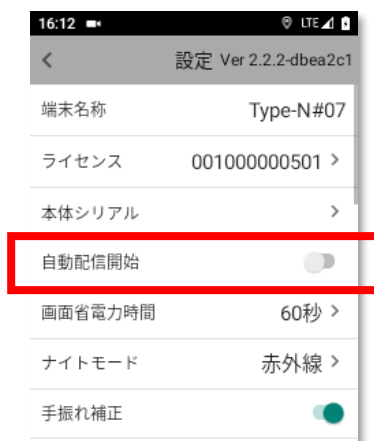 16:12 LTE
設定 Ver 2.2.2-dbea2c1
端末名称 Type-N#07
ライセンス 001000000501
本体シリアル
自動配信開始
画面省電力時間 60秒
ナイトモード 赤外線
手振れ補正